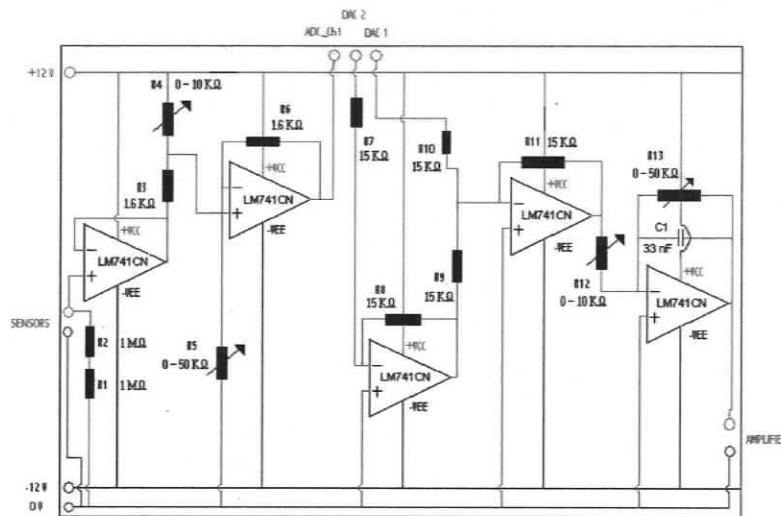 DAC 2
ADC_Ch1
DAC 1
+12 V
R4
0-10 KΩ
R6
1.6 KΩ
R7
15 KΩ
R10
15 KΩ
R11 15 KΩ
R13
0-50 KΩ
R3
1.6 KΩ
+VCC
LM741CN
-VEE
+VCC
LM741CN
-VEE
+VCC
LM741CN
-VEE
C1
33 nF
R9
15 KΩ
R8
15 KΩ
R12
0-10 KΩ
+VCC
LM741CN
-VEE
SENSORS
R2 1 MΩ
R1 1 MΩ
R5
0-50 KΩ
+VCC
LM741CN
-VEE
AMPLIFIE
-12 V
0 V